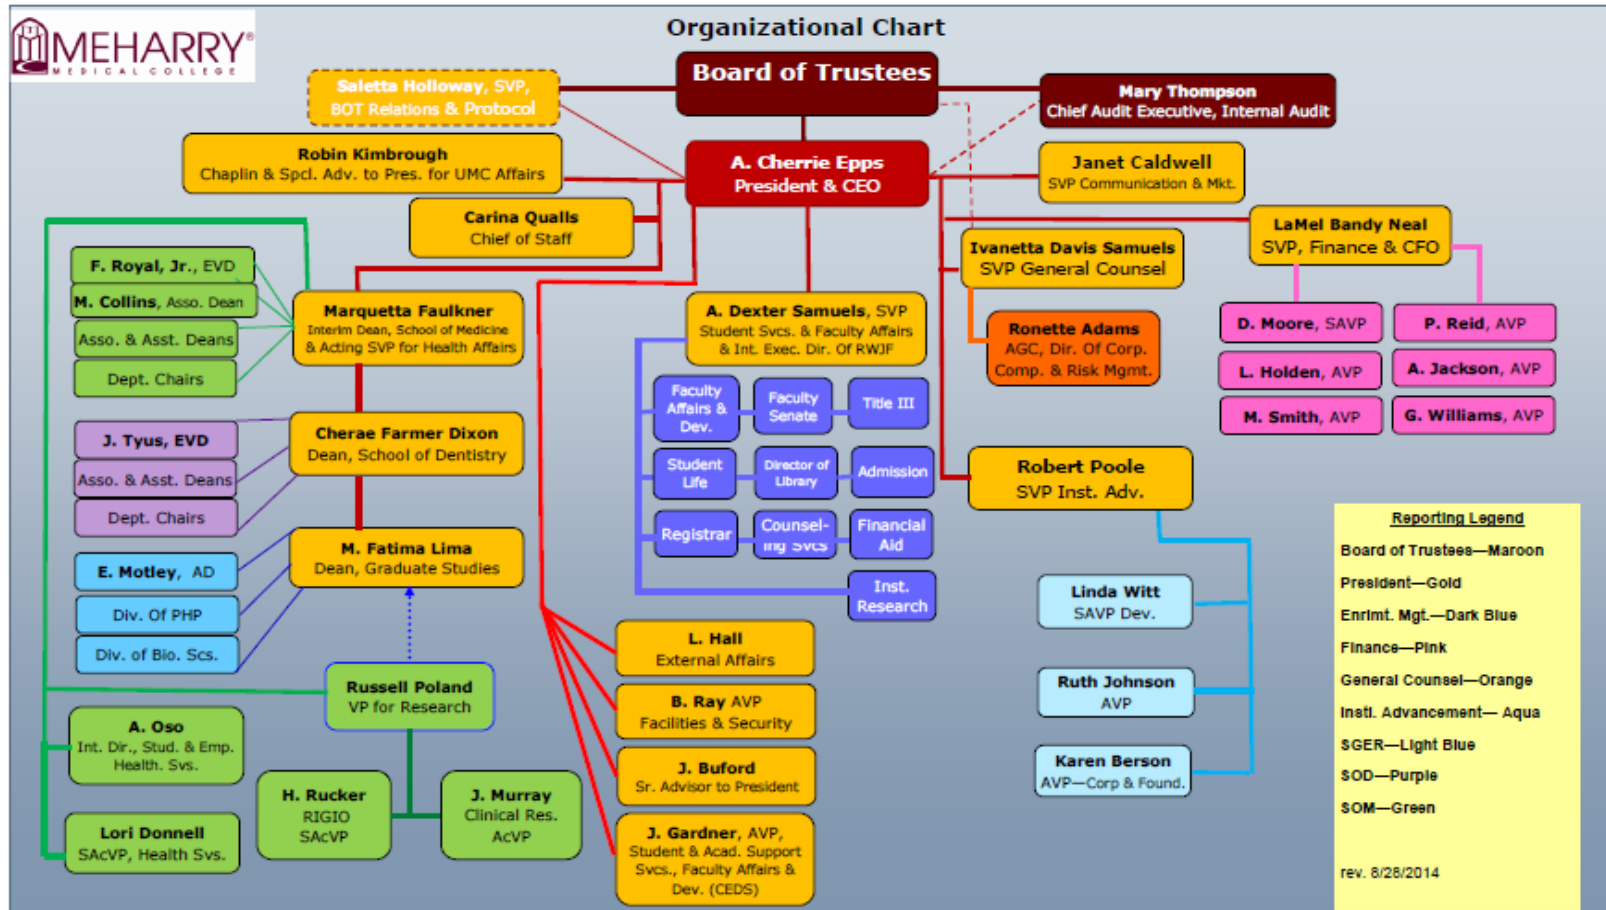 MEHARRY®
MEDICAL COLLEGE
Organizational Chart
Board of Trustees
Saletta Holloway, SVP,
BOT Relations & Protocol
Mary Thompson
Chief Audit Executive, Internal Audit
Robin Kimbrough
Chaplin & Spcl. Adv. to Pres. for UMC Affairs
A. Cherrie Epps
President & CEO
Janet Caldwell
SVP Communication & Mkt.
Carina Qualls
Chief of Staff
LaMel Bandy Neal
SVP, Finance & CFO
Ivanetta Davis Samuels
SVP General Counsel
F. Royal, Jr., EVD
M. Collins, Asso. Dean
Asso. & Asst. Deans
Dept. Chairs
Marquetta Faulkner
Interim Dean, School of Medicine
& Acting SVP for Health Affairs
A. Dexter Samuels, SVP
Student Svcs. & Faculty Affairs
& Int. Exec. Dir. Of RWJF
Ronette Adams
AGC, Dir. Of Corp.
Comp. & Risk Mgmt.
D. Moore, SAVP
P. Reid, AVP
L. Holden, AVP
A. Jackson, AVP
M. Smith, AVP
G. Williams, AVP
Faculty
Affairs &
Dev.
Faculty
Senate
Title III
J. Tyus, EVD
Asso. & Asst. Deans
Dept. Chairs
Cherae Farmer Dixon
Dean, School of Dentistry
Student
Life
Director of
Library
Admission
Robert Poole
SVP Inst. Adv.
Registrar
Counsel-
ing Svcs
Financial
Aid
E. Motley, AD
Div. Of PHP
Div. of Bio. Scs.
M. Fatima Lima
Dean, Graduate Studies
Inst.
Research
Linda Witt
SAVP Dev.
L. Hall
External Affairs
Russell Poland
VP for Research
B. Ray AVP
Facilities & Security
Ruth Johnson
AVP
A. Oso
Int. Dir., Stud. & Emp.
Health. Svs.
J. Buford
Sr. Advisor to President
Karen Berson
AVP—Corp & Found.
H. Rucker
RIGIO
SAcVP
J. Murray
Clinical Res.
AcVP
Lori Donnell
SAcVP, Health Svs.
J. Gardner, AVP,
Student & Acad. Support
Svcs., Faculty Affairs &
Dev. (CEDS)
Reporting Legend
Board of Trustees—Maroon
President—Gold
Enrlmt. Mgt.—Dark Blue
Finance—Pink
General Counsel—Orange
Instl. Advancement— Aqua
SGER—Light Blue
SOD—Purple
SOM—Green
rev. 8/28/2014